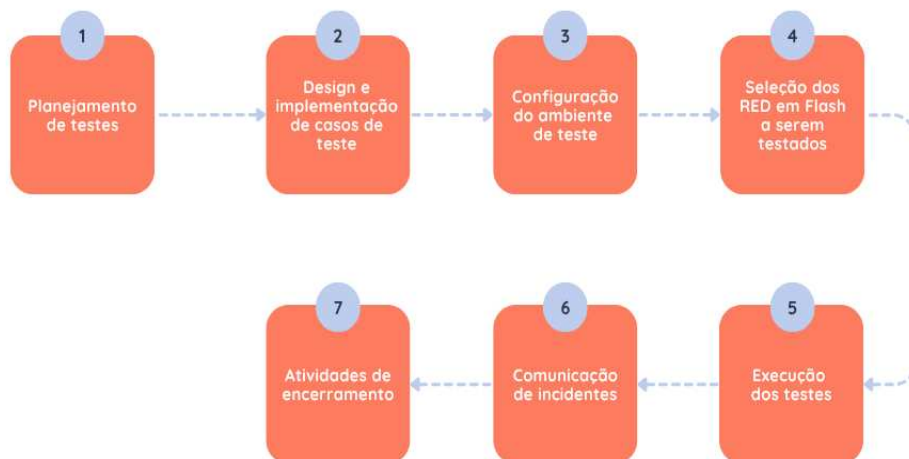 1
Planejamento
de testes
2
Design e
implementação
de casos de
teste
3
Configuração
do ambiente
de teste
4
Seleção dos
RED em Flash
a serem
testados
5
Execução
dos testes
6
Comunicação
de incidentes
7
Atividades de
encerramento